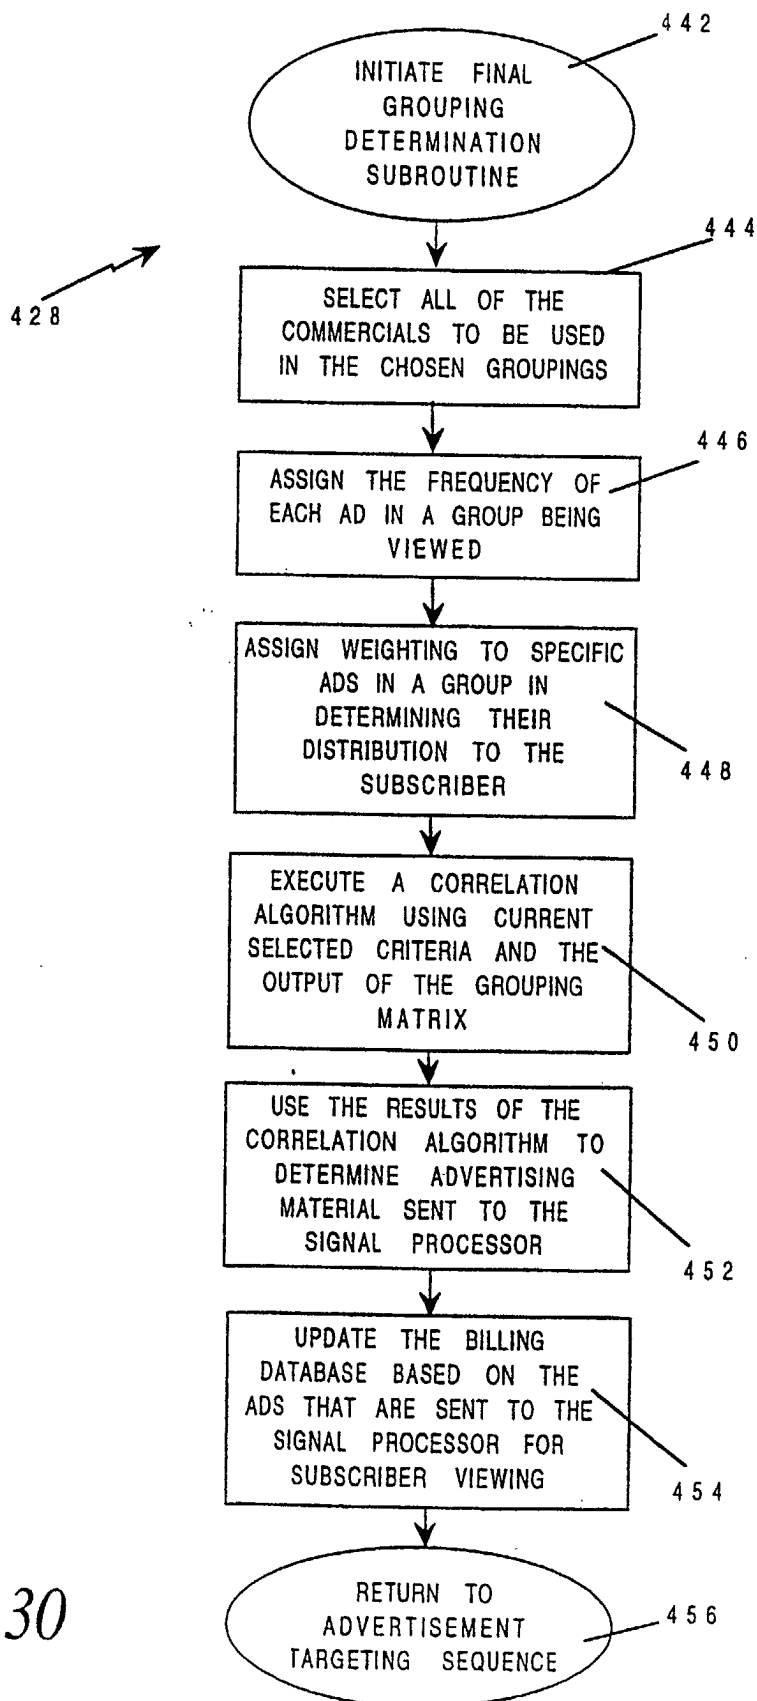 442
INITIATE FINAL
GROUPING
DETERMINATION
SUBROUTINE
428
444
SELECT ALL OF THE
COMMERCIALS TO BE USED
IN THE CHOSEN GROUPINGS
446
ASSIGN THE FREQUENCY OF
EACH AD IN A GROUP BEING
VIEWED
ASSIGN WEIGHTING TO SPECIFIC
ADS IN A GROUP IN
DETERMINING THEIR
DISTRIBUTION TO THE
SUBSCRIBER
448
EXECUTE A CORRELATION
ALGORITHM USING CURRENT
SELECTED CRITERIA AND THE
OUTPUT OF THE GROUPING
MATRIX
450
USE THE RESULTS OF THE
CORRELATION ALGORITHM TO
DETERMINE ADVERTISING
MATERIAL SENT TO THE
SIGNAL PROCESSOR
452
UPDATE THE BILLING
DATABASE BASED ON THE
ADS THAT ARE SENT TO THE
SIGNAL PROCESSOR FOR
SUBSCRIBER VIEWING
454
RETURN TO
ADVERTISEMENT
TARGETING SEQUENCE
456
30